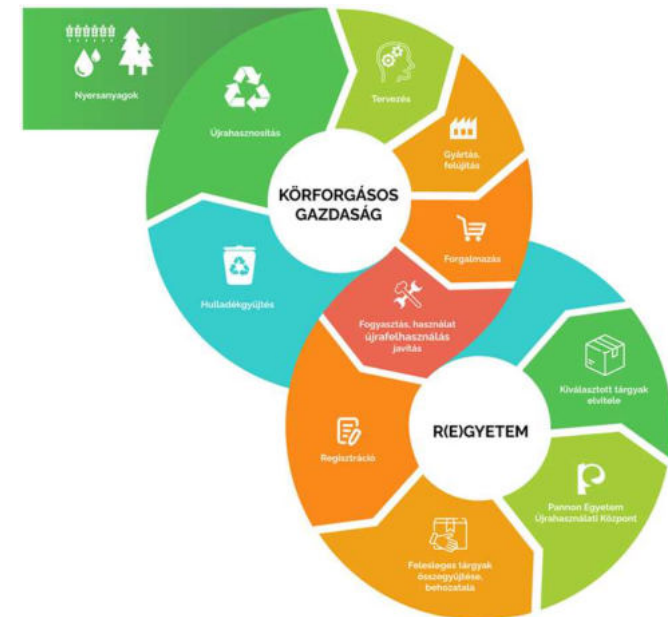 Nyersanyagok
Újrahasznosítás
Tervezés
Gyártás,
felújítás
KÖRFORGÁSOS
GAZDASÁG
Forgalmazás
Hulladékgyűjtés
Fogyasztás, használat
újrafelhasználás
javítás
Kiválasztott tárgyak
elvitele
R(E)GYETEM
Regisztráció
Pannon Egyetem
Újrahasználati Központ
Felesleges tárgyak
összegyűjtése,
behozatala